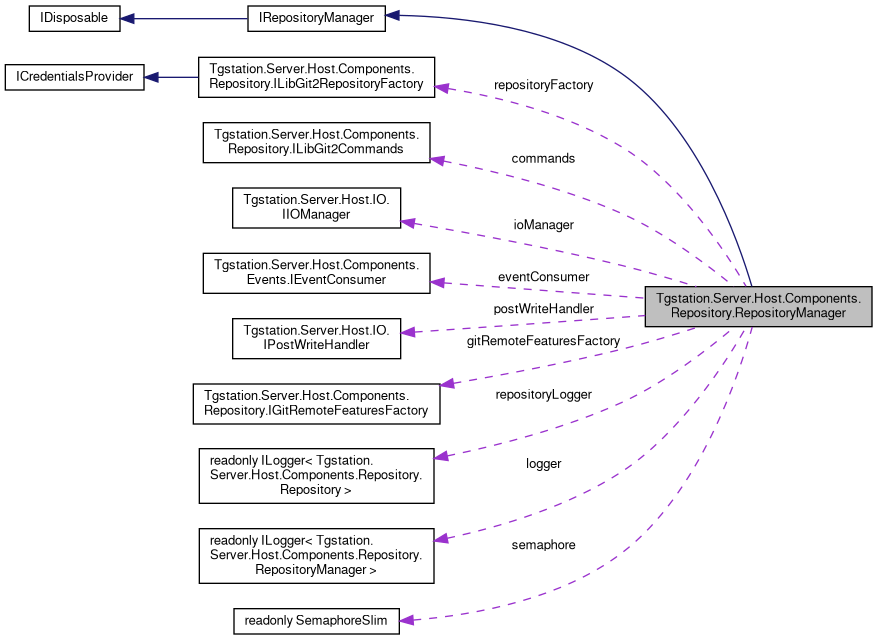 IDisposable
IRepositoryManager
ICredentialsProvider
Tgstation.Server.Host.Components.
Repository.ILibGit2RepositoryFactory
repositoryFactory
Tgstation.Server.Host.Components.
Repository.ILibGit2Commands
commands
Tgstation.Server.Host.IO.
IIOManager
ioManager
Tgstation.Server.Host.Components.
Events.IEventConsumer
eventConsumer
Tgstation.Server.Host.Components.
Repository.RepositoryManager
postWriteHandler
Tgstation.Server.Host.IO.
IPostWriteHandler
gitRemoteFeaturesFactory
Tgstation.Server.Host.Components.
Repository.IGitRemoteFeaturesFactory
repositoryLogger
readonly ILogger< Tgstation.
Server.Host.Components.Repository.
Repository >
logger
readonly ILogger< Tgstation.
Server.Host.Components.Repository.
RepositoryManager >
semaphore
readonly SemaphoreSlim